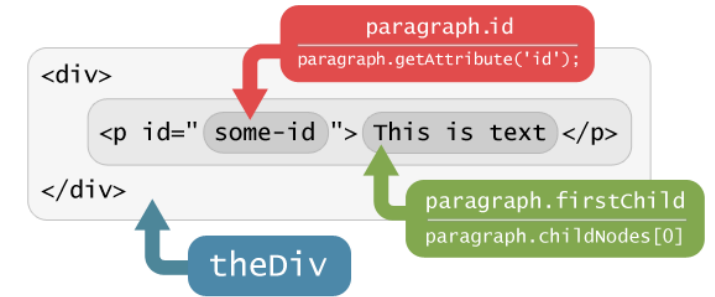 paragraph.id
paragraph.getAttribute('id');
<div>
<p id=" some-id "> This is text </p>
</div>
paragraph.firstChild
paragraph.childNodes[0]
theDiv